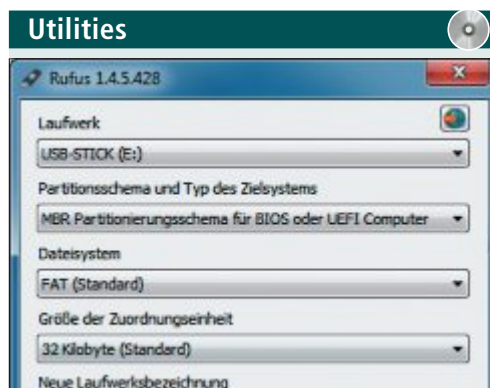 Utilities
Rufus 1.4.5.428
Laufwerk
USB-STICK (E:)
Partitionsschema und Typ des Zielsystems
MBR Partitionierungsschema für BIOS oder UEFI Computer
Dateisystem
FAT (Standard)
Größe der Zuordnungseinheit
32 Kilobyte (Standard)
Neue Laufwerksbezeichnung